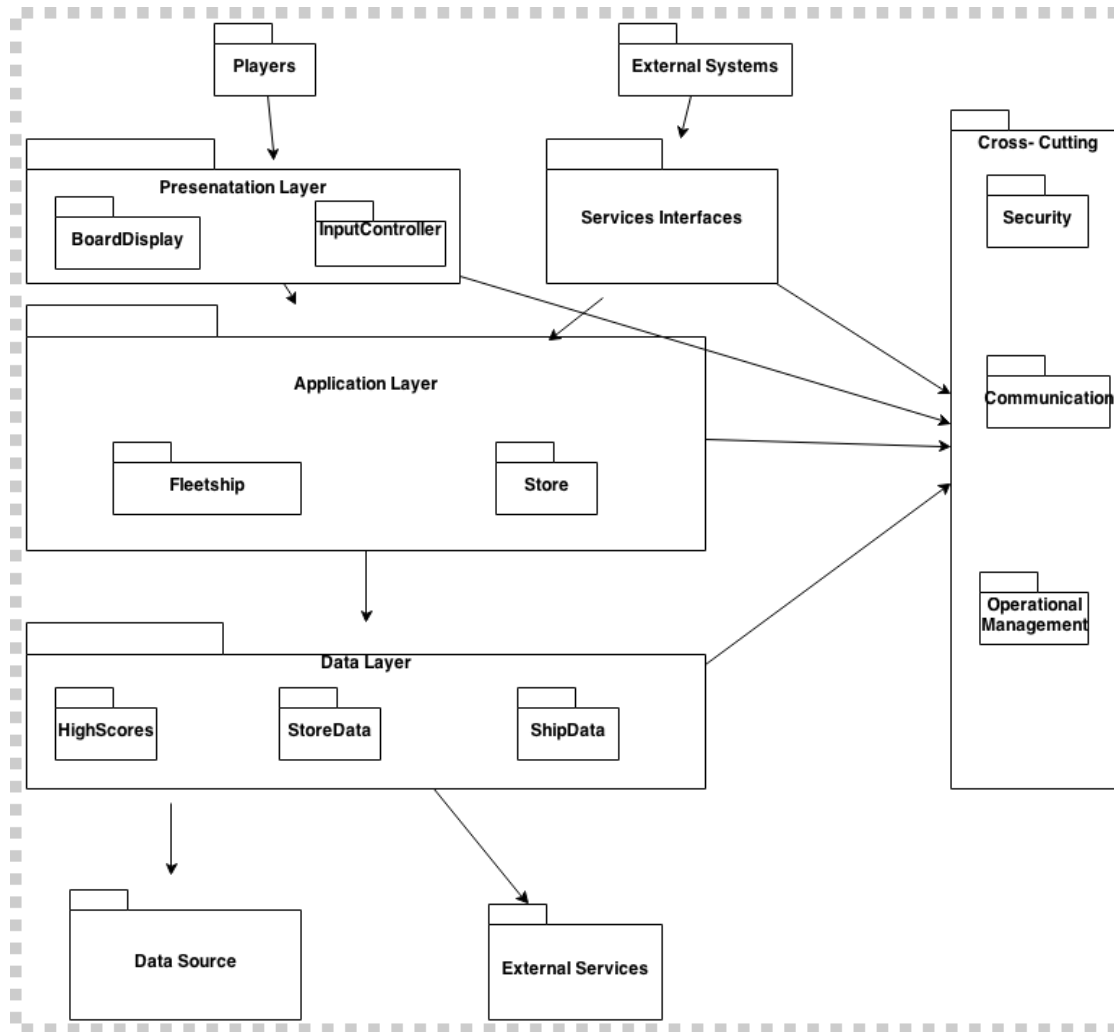 Players
External Systems
Cross- Cutting
Presenatation Layer
BoardDisplay
InputController
Services Interfaces
Security
Application Layer
Communication
Fleetship
Store
Operational
Management
Data Layer
HighScores
StoreData
ShipData
Data Source
External Services